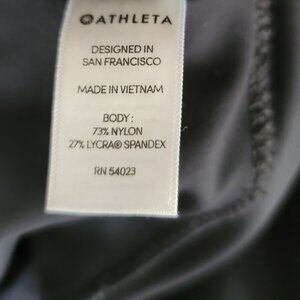 ATHLETA
DESIGNED IN
SAN FRANCISCO
MADE IN VIETNAM
BODY:
73% NYLON
27% LYCRA® SPANDEX
RN 54023